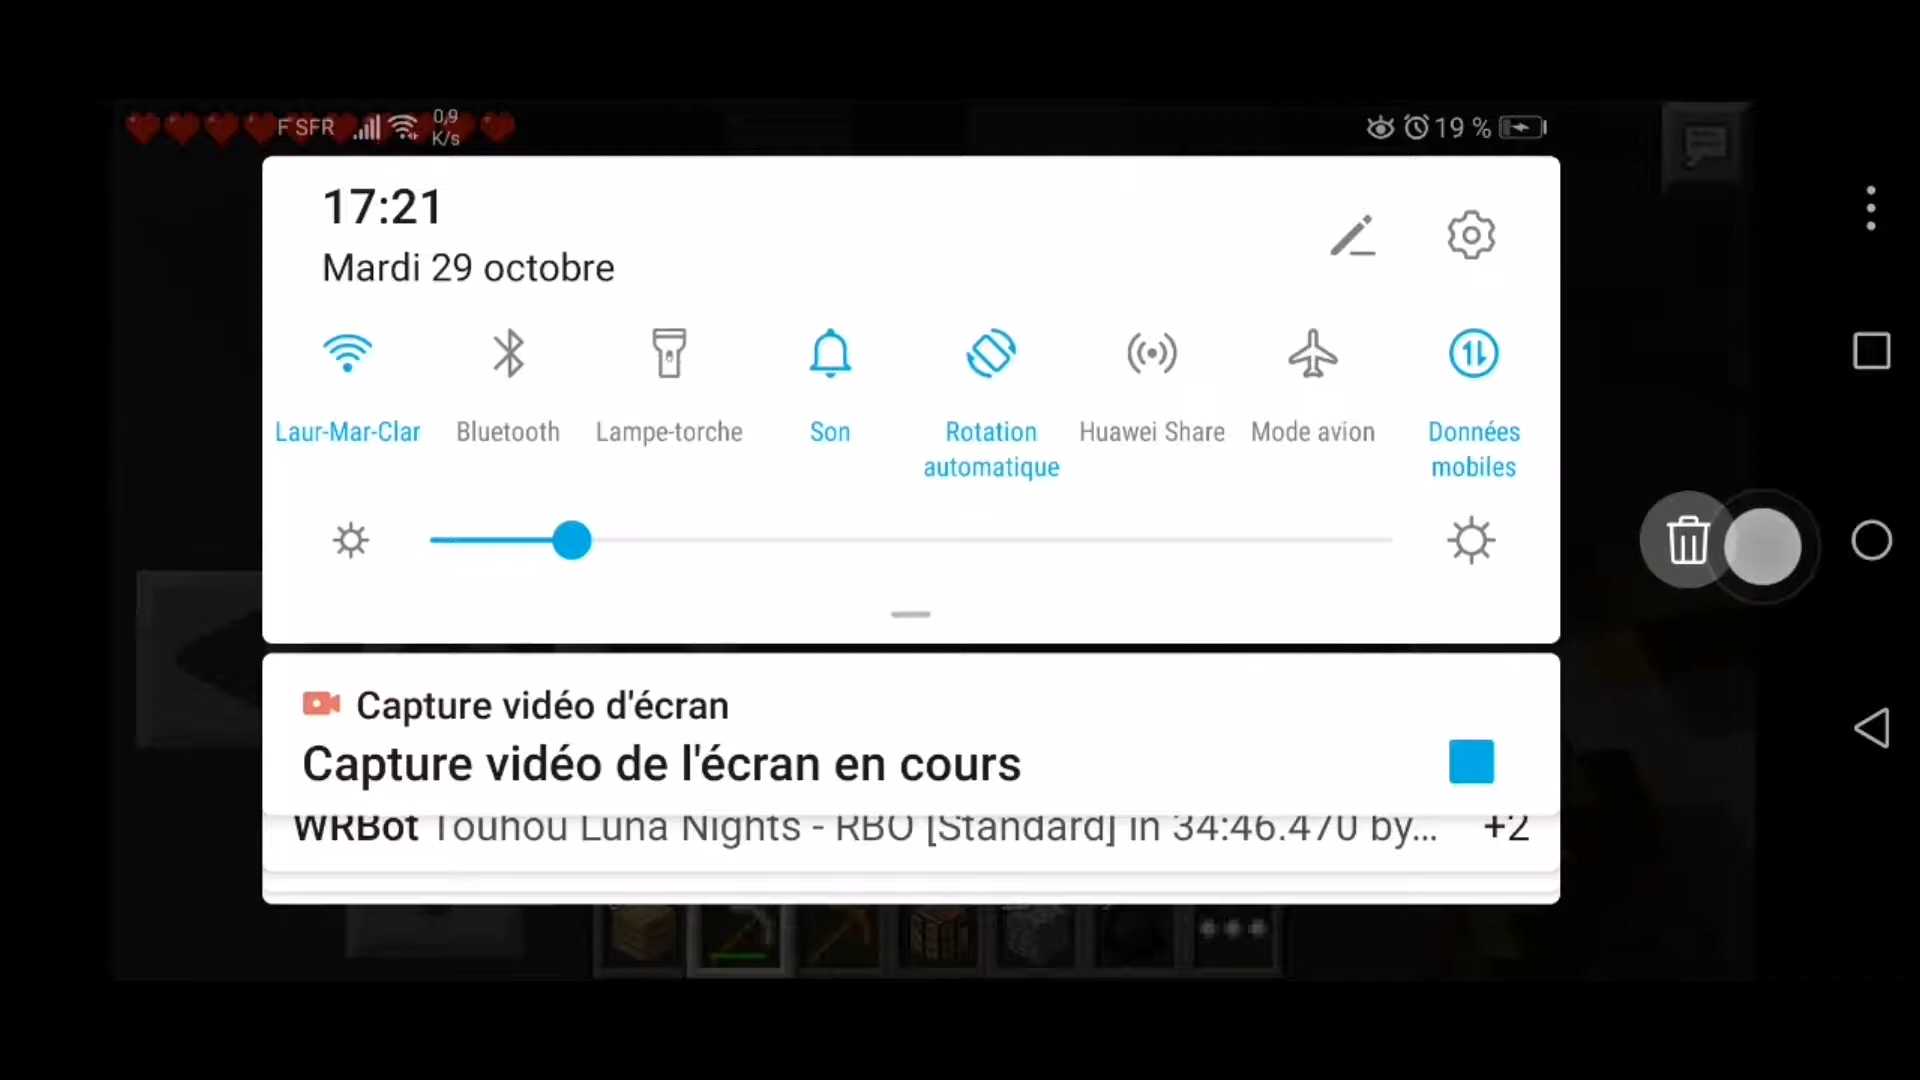 F SFR 0,9 K/s 19 %
17:21
Mardi 29 octobre
Laur-Mar-Clar Bluetooth Lampe-torche Son Rotation automatique Huawei Share Mode avion Données mobiles
Capture vidéo d'écran
Capture vidéo de l'écran en cours
WRBot Touhou Luna Nights - RBO [Standard] in 34:46.470 by... +2